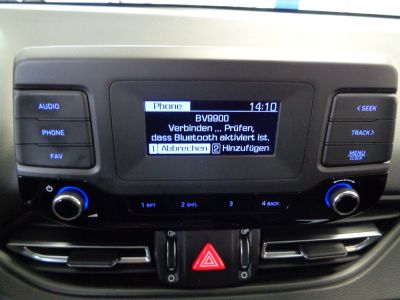 Phone 14:10
BV9900
Verbinden ... Prüfen,
dass Bluetooth aktiviert ist.
1 Abbrechen 2 Hinzufügen
AUDIO
PHONE
FAV
< SEEK
TRACK >
MENU
CLOCK
1 RPT 2 SHFL 3 4 BACK